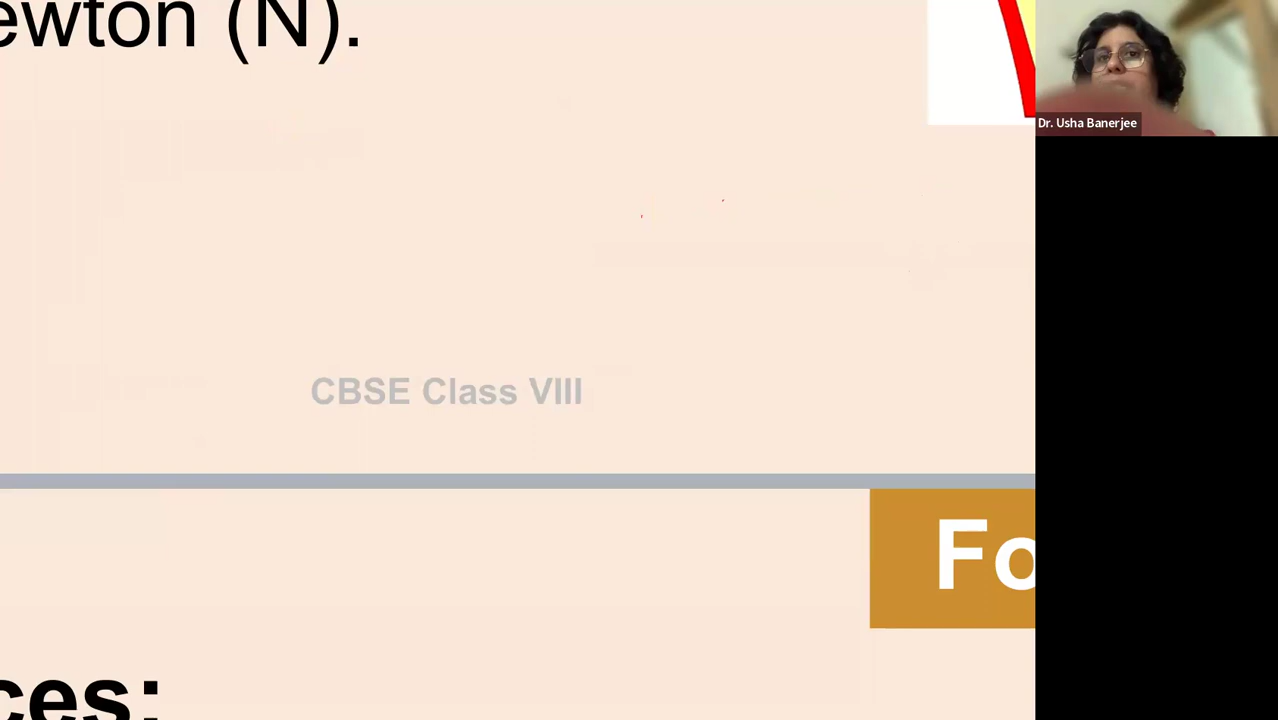 ewton (N).
Dr. Usha Banerjee
CBSE Class VIII
Fo
ces: